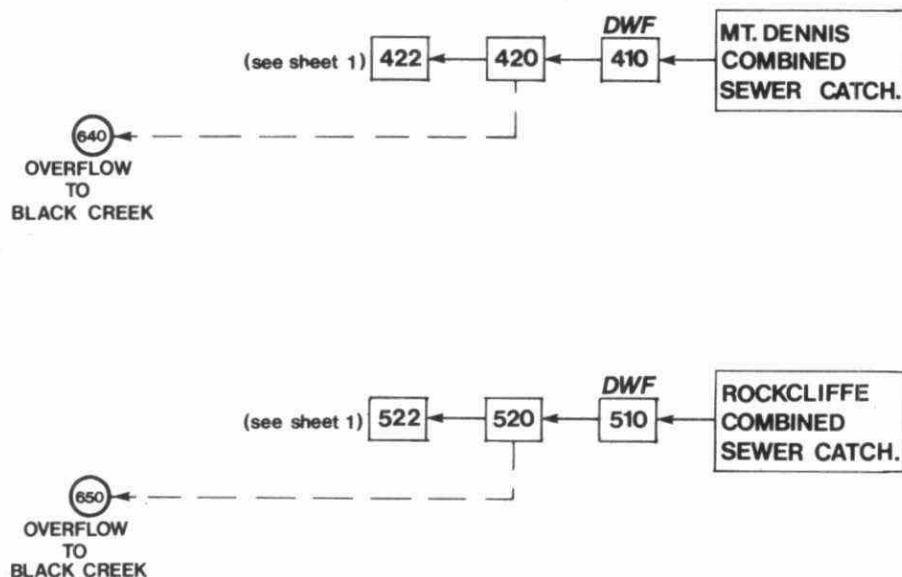 DWF
MT. DENNIS
COMBINED
SEWER CATCH.
(see sheet 1) 422 420 410
640
OVERFLOW
TO
BLACK CREEK
DWF
ROCKCLIFFE
COMBINED
SEWER CATCH.
(see sheet 1) 522 520 510
650
OVERFLOW
TO
BLACK CREEK